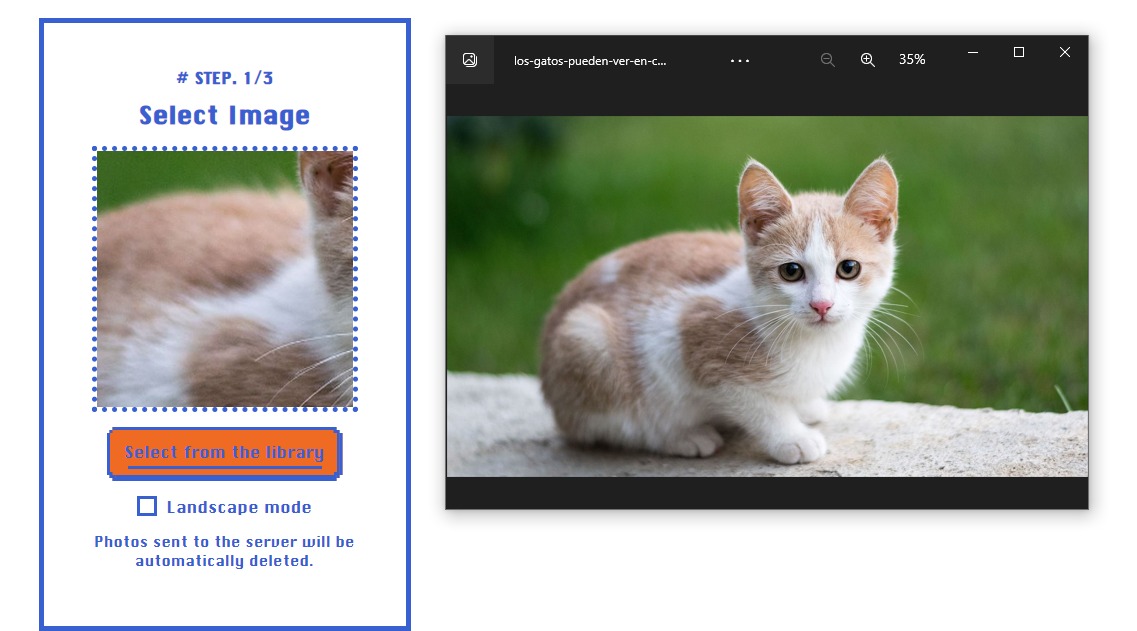 # STEP. 1/3
Select Image
Select from the library
Landscape mode
Photos sent to the server will be
automatically deleted.
los-gatos-pueden-ver-en-c...
35%